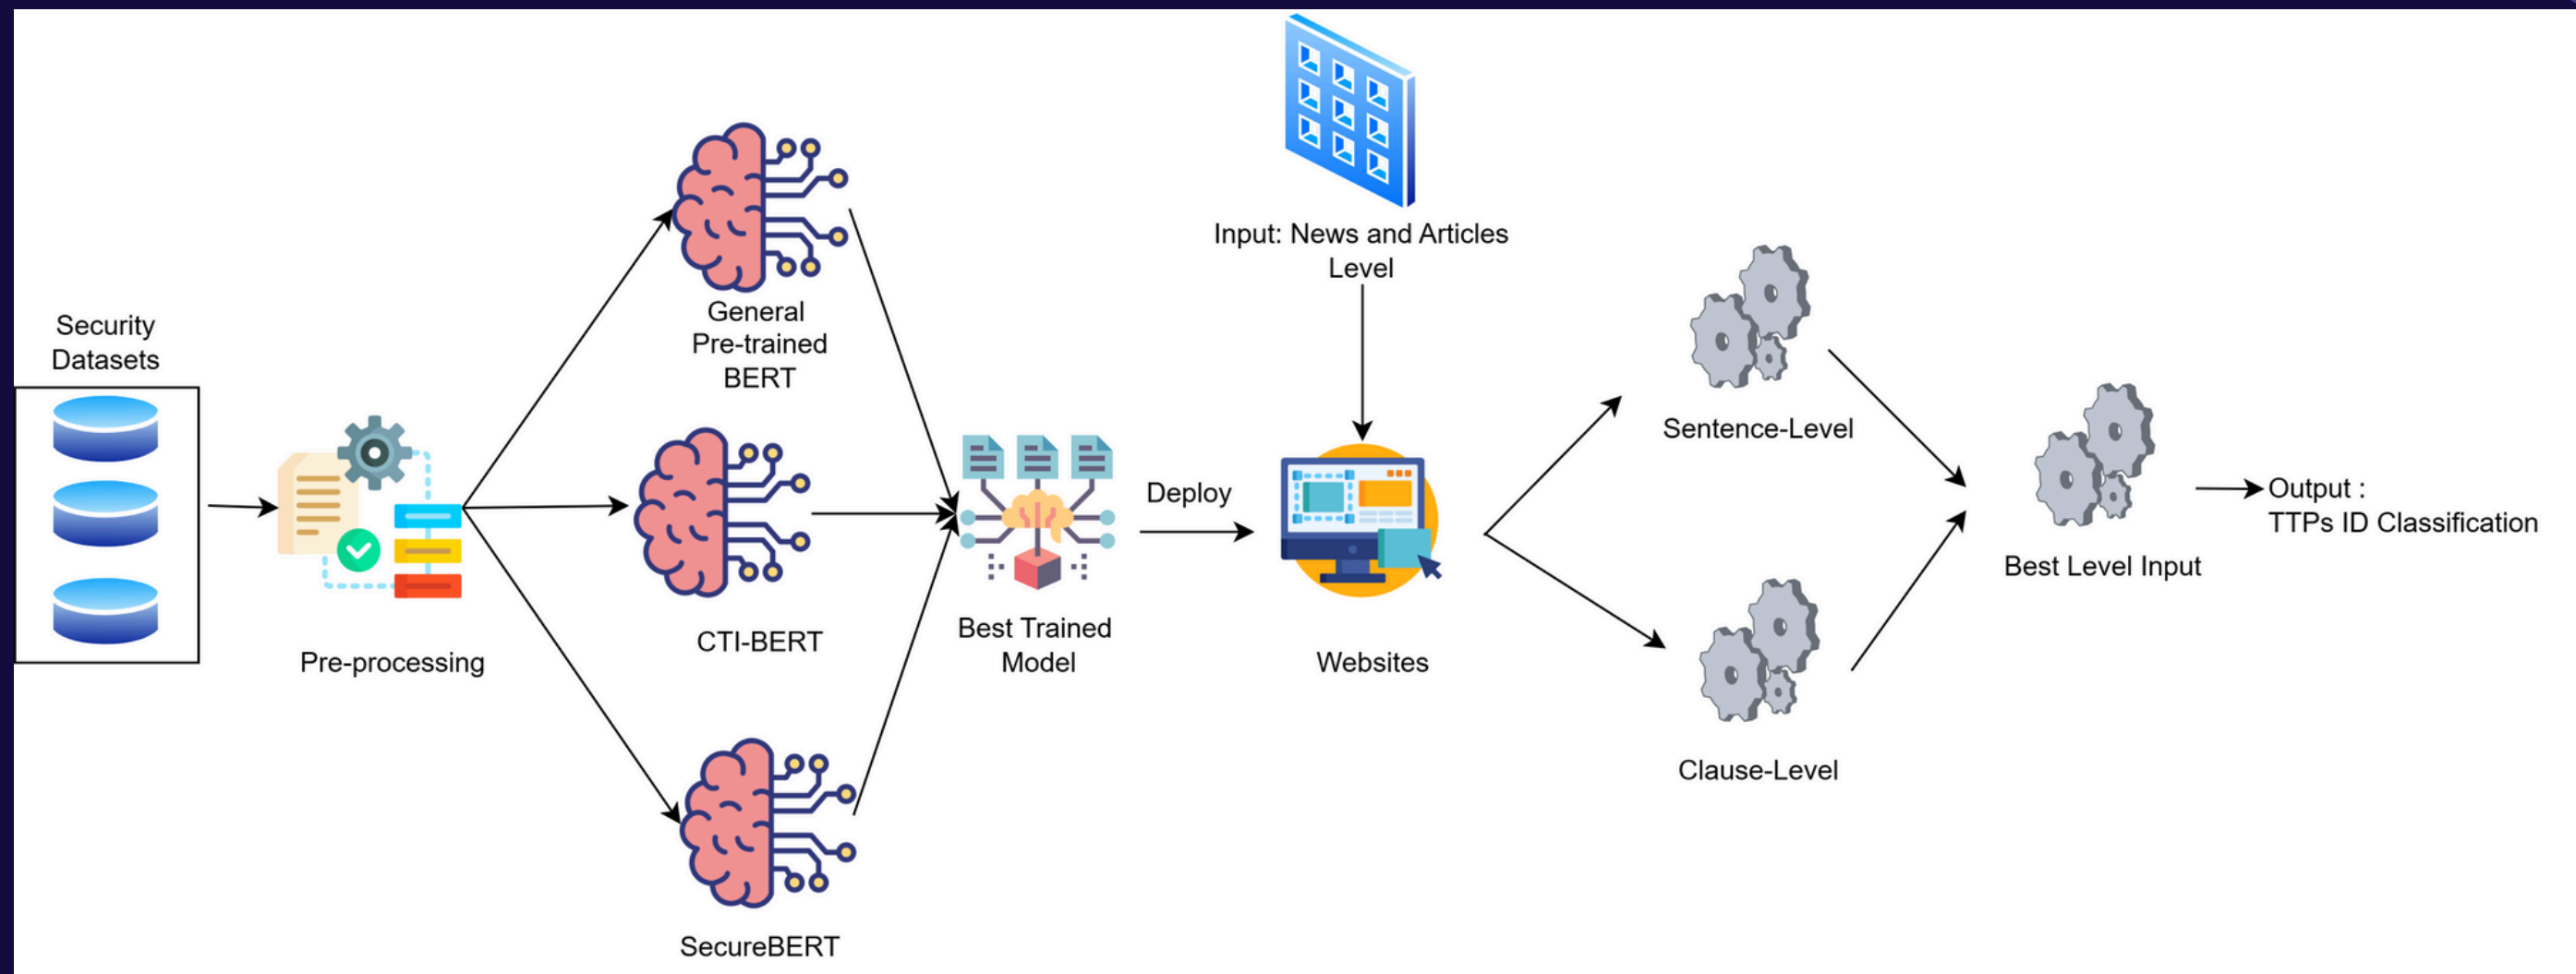 Security
Datasets
Pre-processing
General
Pre-trained
BERT
CTI-BERT
SecureBERT
Best Trained
Model
Deploy
Input: News and Articles
Level
Websites
Sentence-Level
Clause-Level
Best Level Input
Output :
TTPs ID Classification